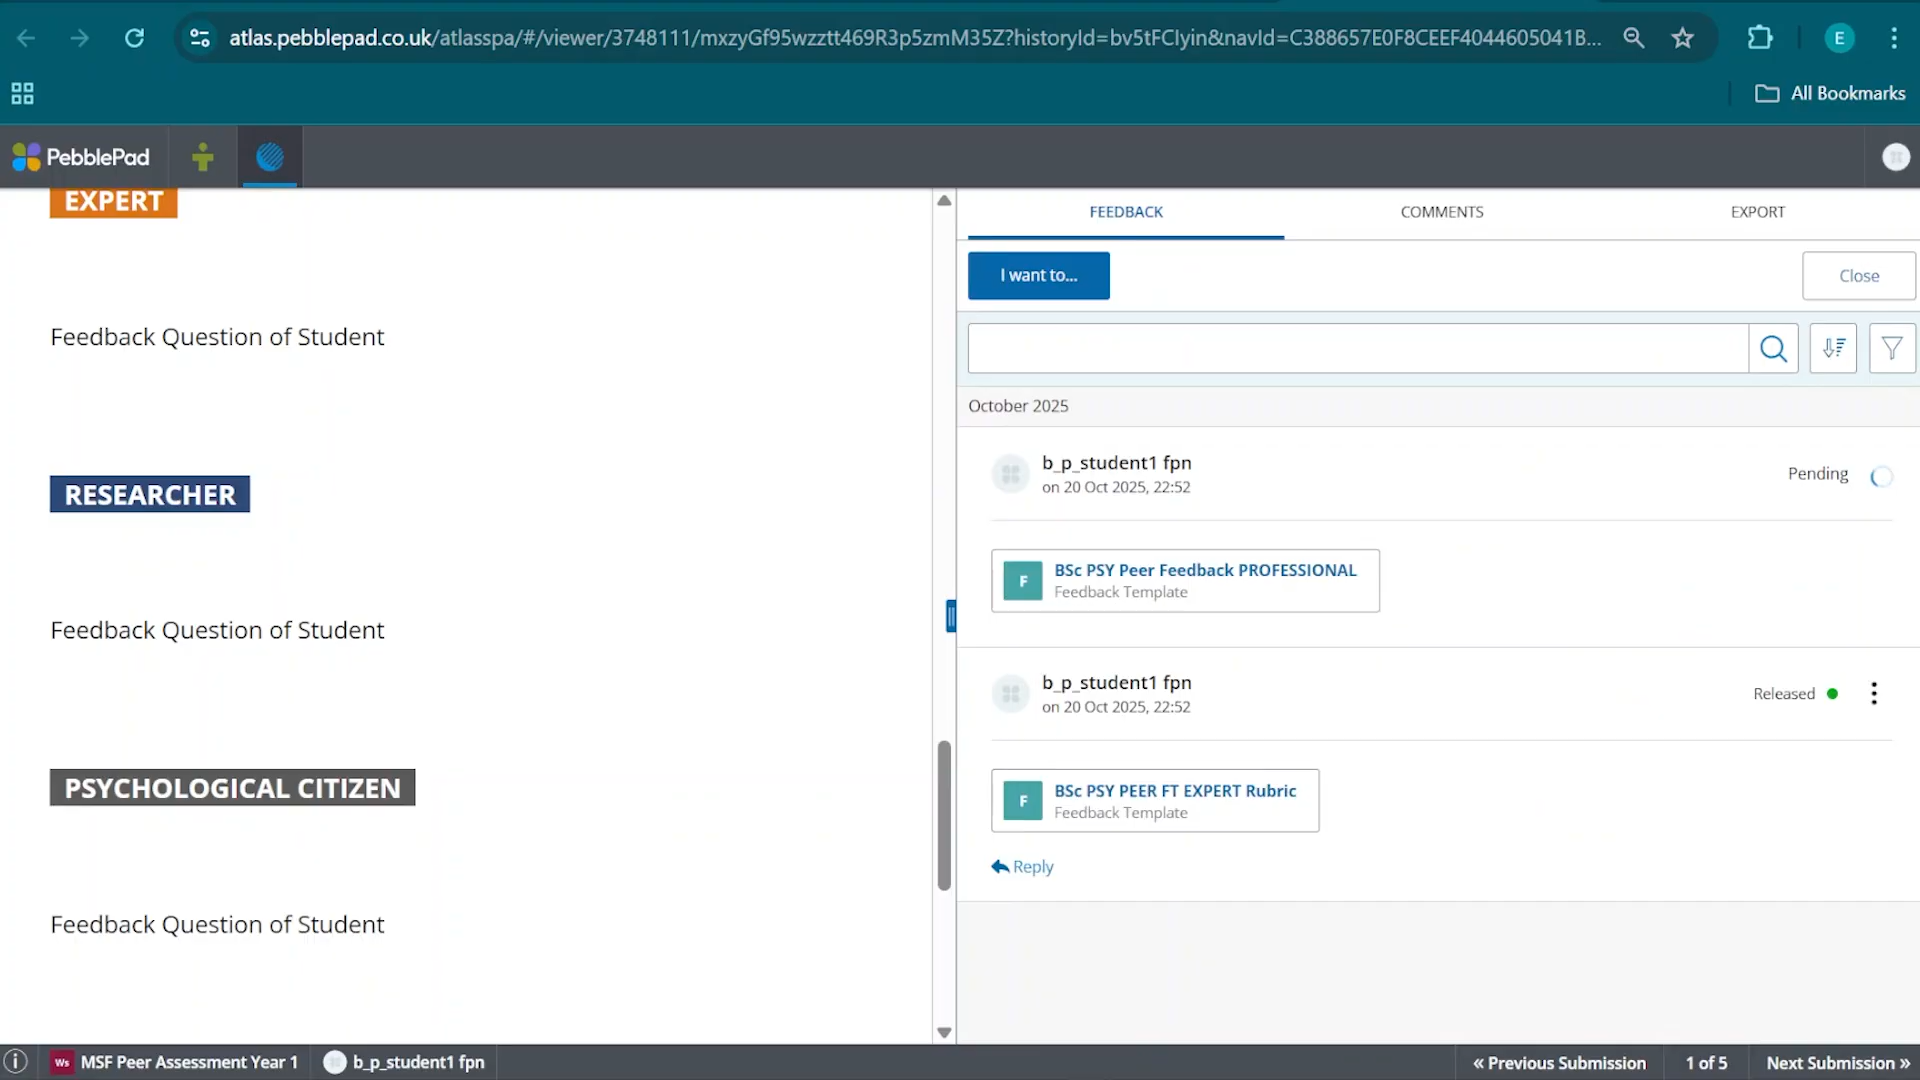 atlas.pebblepad.co.uk/atlasspa/#/viewer/3748111/mxzyGf95wzztt469R3p5zmM35Z?historyId=bv5tFCIyin&navId=C388657E0F8CEEF4044605041B...
E
All Bookmarks
PebblePad
EXPERT
Feedback Question of Student
RESEARCHER
Feedback Question of Student
PSYCHOLOGICAL CITIZEN
Feedback Question of Student
FEEDBACK
COMMENTS
EXPORT
I want to...
Close
October 2025
b_p_student1 fpn
on 20 Oct 2025, 22:52
Pending
F
BSc PSY Peer Feedback PROFESSIONAL
Feedback Template
b_p_student1 fpn
on 20 Oct 2025, 22:52
Released
F
BSc PSY PEER FT EXPERT Rubric
Feedback Template
Reply
Ws
MSF Peer Assessment Year 1
b_p_student1 fpn
« Previous Submission
1 of 5
Next Submission »